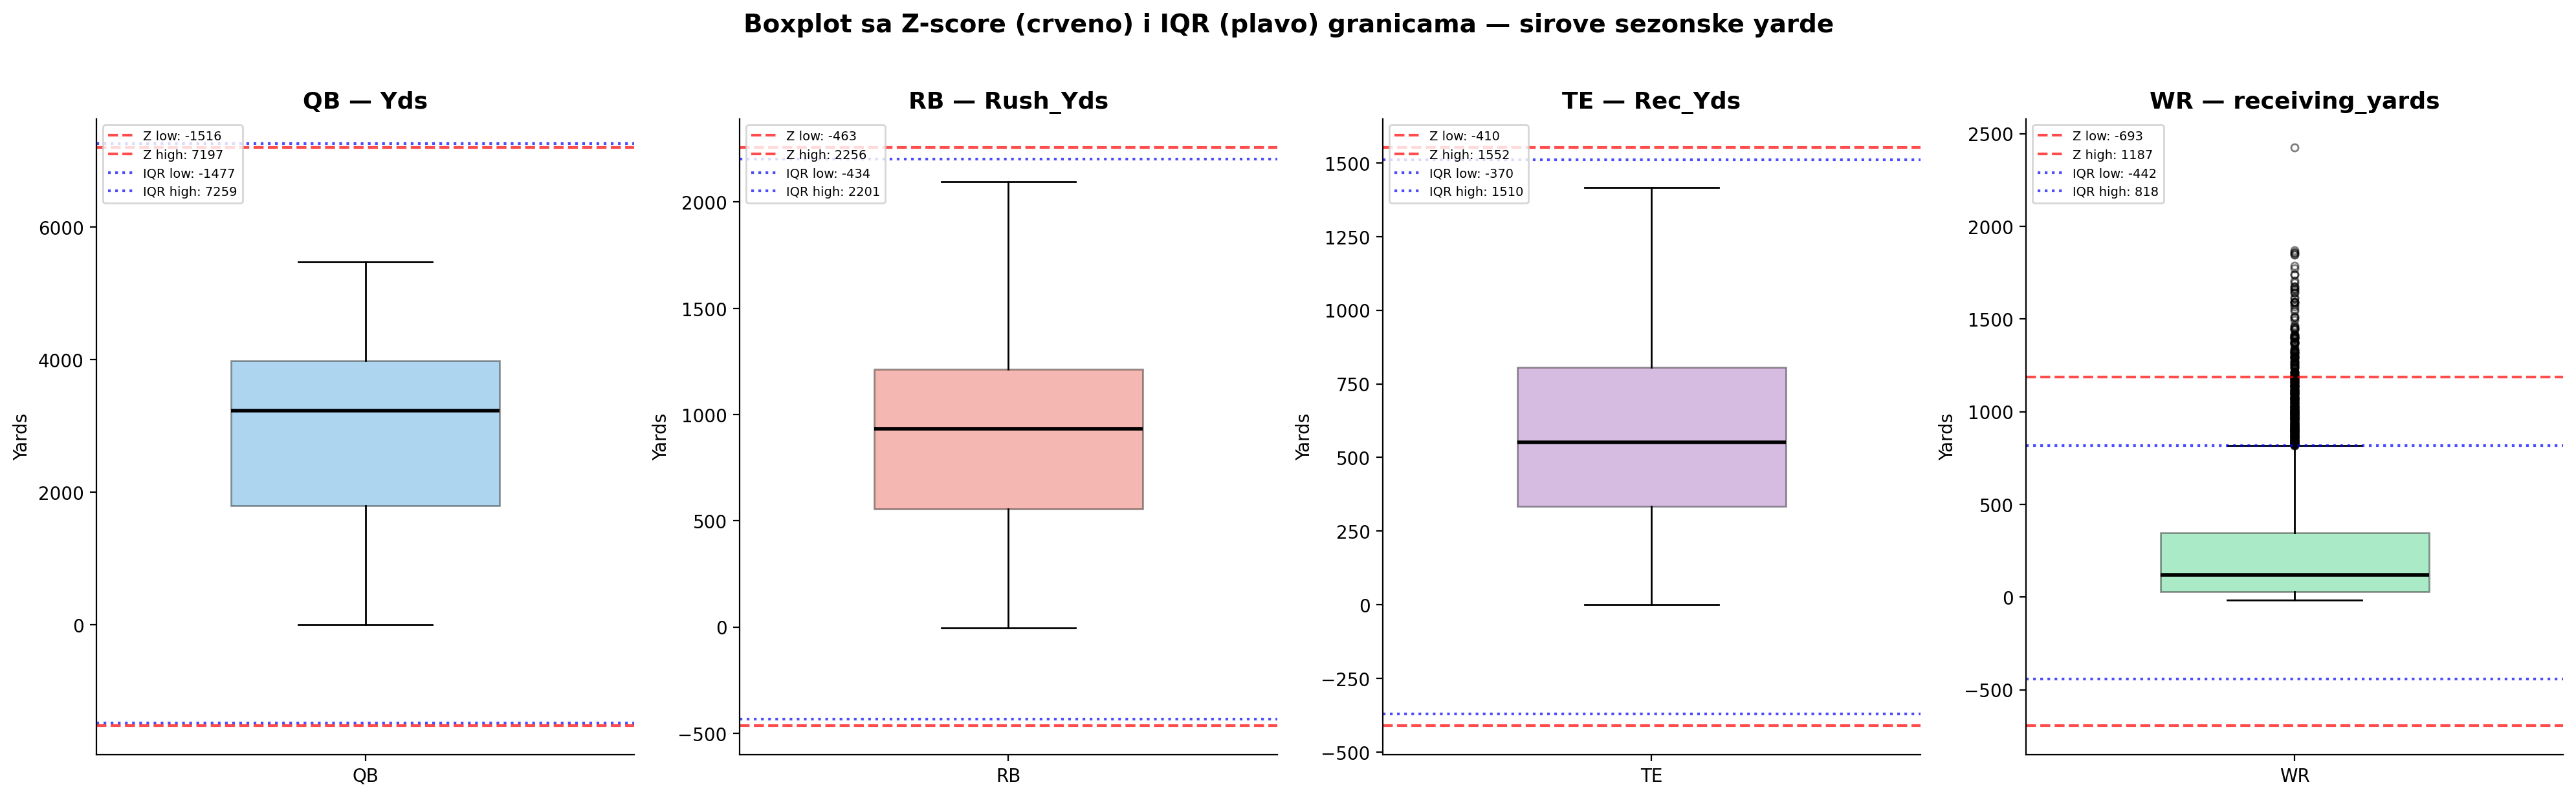 Boxplot sa Z-score (crveno) i IQR (plavo) granicama — sirove sezonske yarde
QB — Yds
Z low: -1516
Z high: 7197
IQR low: -1477
IQR high: 7259
6000
4000
2000
0
Yards
QB
RB — Rush_Yds
Z low: -463
Z high: 2256
IQR low: -434
IQR high: 2201
2000
1500
1000
500
0
−500
Yards
RB
TE — Rec_Yds
Z low: -410
Z high: 1552
IQR low: -370
IQR high: 1510
1500
1250
1000
750
500
250
0
−250
−500
Yards
TE
WR — receiving_yards
Z low: -693
Z high: 1187
IQR low: -442
IQR high: 818
2500
2000
1500
1000
500
0
−500
Yards
WR